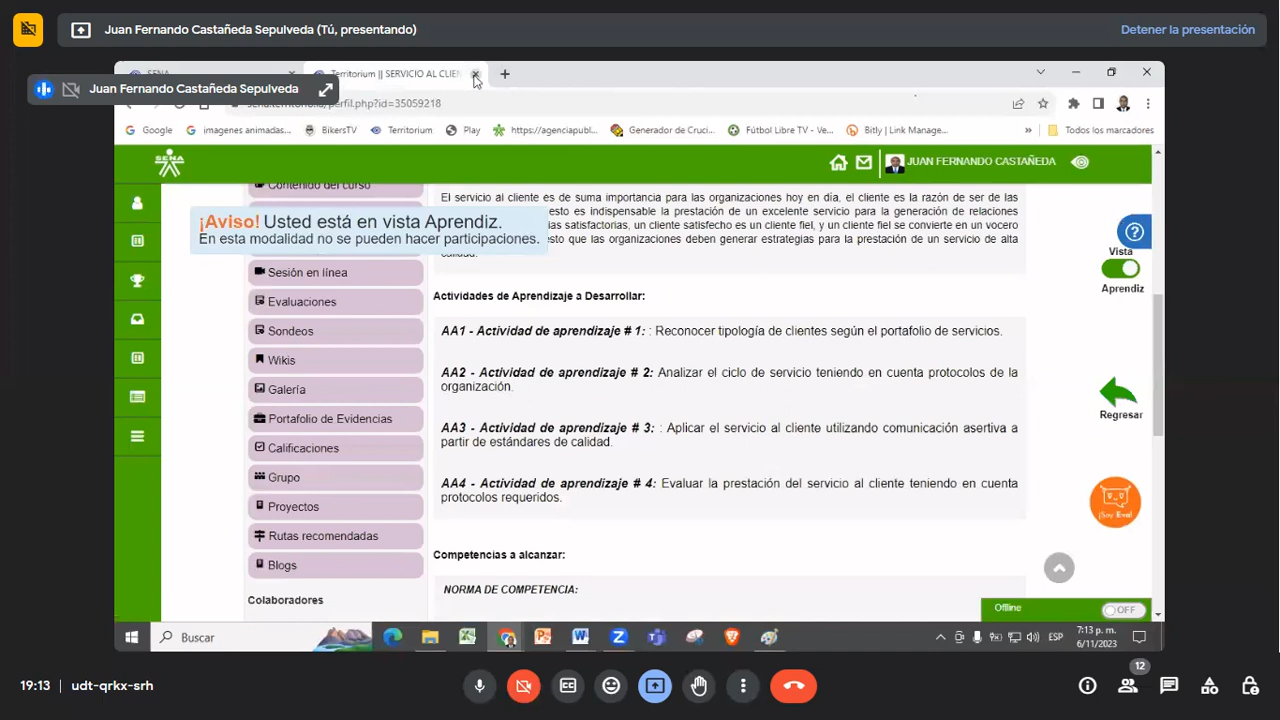 Juan Fernando Castañeda Sepulveda (Tú, presentando)
Detener la presentación
SENA
Territorium || SERVICIO AL CLIEN
Juan Fernando Castañeda Sepulveda
/perfil.php?id=35059218
Google
imagenes animadas...
BikersTV
Territorium
Play
https://agenciapubl...
Generador de Cruci...
Fútbol Libre TV - Ve...
Bitly | Link Manage...
»
Todos los marcadores
SENA
JUAN FERNANDO CASTAÑEDA
Contenido del curso
¡Aviso! Usted está en vista Aprendiz.
En esta modalidad no se pueden hacer participaciones.
Sesión en línea
Evaluaciones
Sondeos
Wikis
Galería
Portafolio de Evidencias
Calificaciones
Grupo
Proyectos
Rutas recomendadas
Blogs
Colaboradores
El servicio al cliente es de suma importancia para las organizaciones hoy en día, el cliente es la razón de ser de las
esto es indispensable la prestación de un excelente servicio para la generación de relaciones
satisfactorias, un cliente satisfecho es un cliente fiel, y un cliente fiel se convierte en un vocero
que las organizaciones deben generar estrategias para la prestación de un servicio de alta
calidad.
Actividades de Aprendizaje a Desarrollar:
AA1 - Actividad de aprendizaje # 1: : Reconocer tipología de clientes según el portafolio de servicios.
AA2 - Actividad de aprendizaje # 2: Analizar el ciclo de servicio teniendo en cuenta protocolos de la
organización.
AA3 - Actividad de aprendizaje # 3: : Aplicar el servicio al cliente utilizando comunicación asertiva a
partir de estándares de calidad.
AA4 - Actividad de aprendizaje # 4: Evaluar la prestación del servicio al cliente teniendo en cuenta
protocolos requeridos.
Competencias a alcanzar:
NORMA DE COMPETENCIA:
Vista
Aprendiz
Regresar
¡Soy Eva!
Offline
OFF
Buscar
ESP
7:13 p. m.
6/11/2023
19:13
udt-qrkx-srh
12